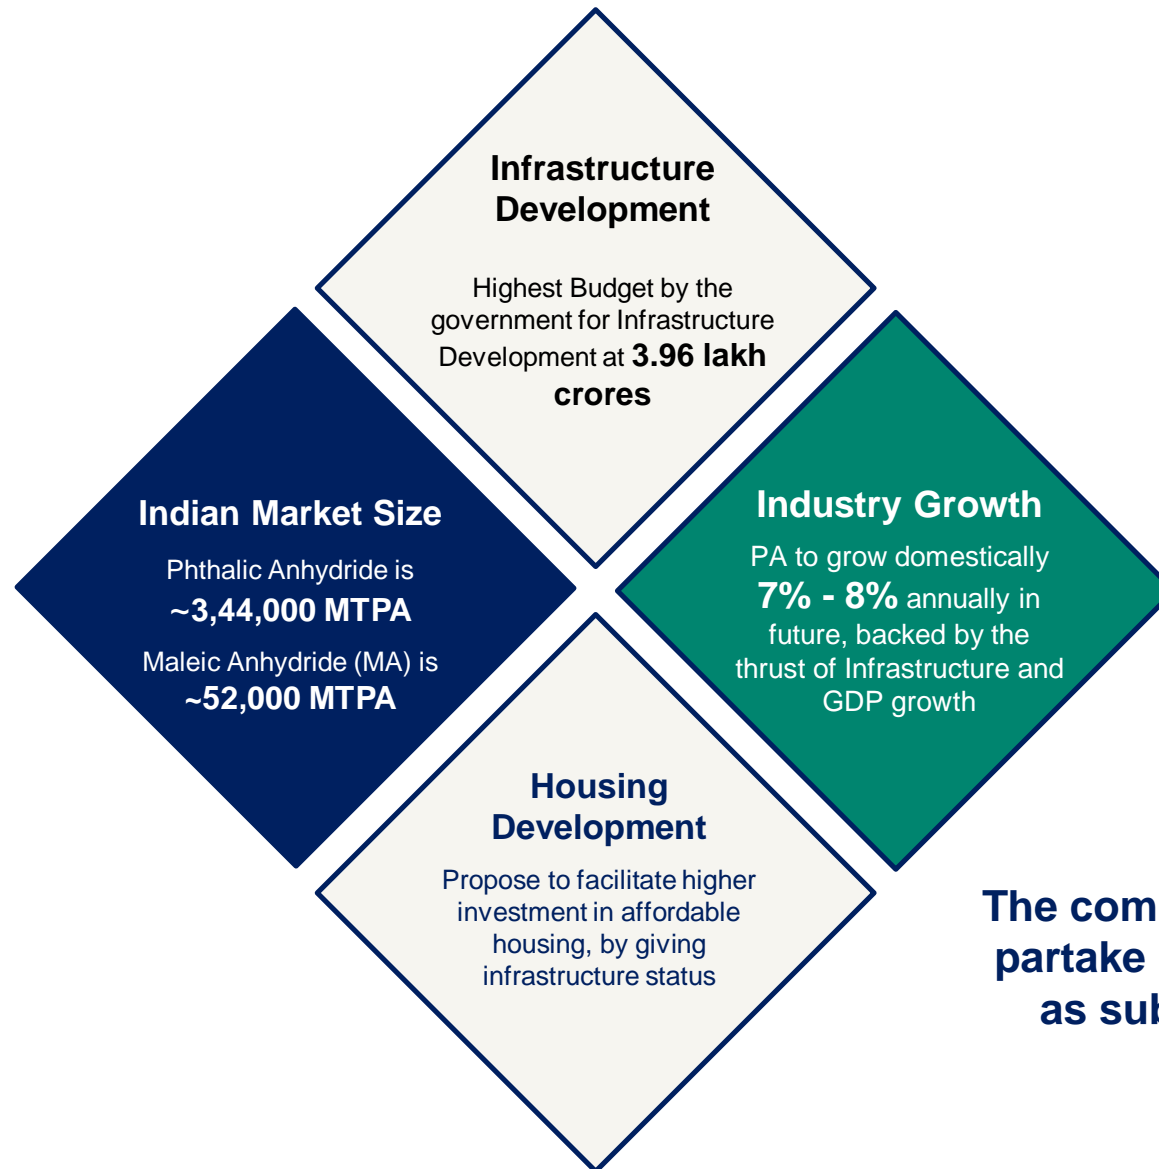 Infrastructure
Development
Highest Budget by the
government for Infrastructure
Development at 3.96 lakh
crores
Indian Market Size
Phthalic Anhydride is
~3,44,000 MTPA
Maleic Anhydride (MA) is
~52,000 MTPA
Industry Growth
PA to grow domestically
7% - 8% annually in
future, backed by the
thrust of Infrastructure and
GDP growth
Housing
Development
Propose to facilitate higher
investment in affordable
housing, by giving
infrastructure status
The
partake
as